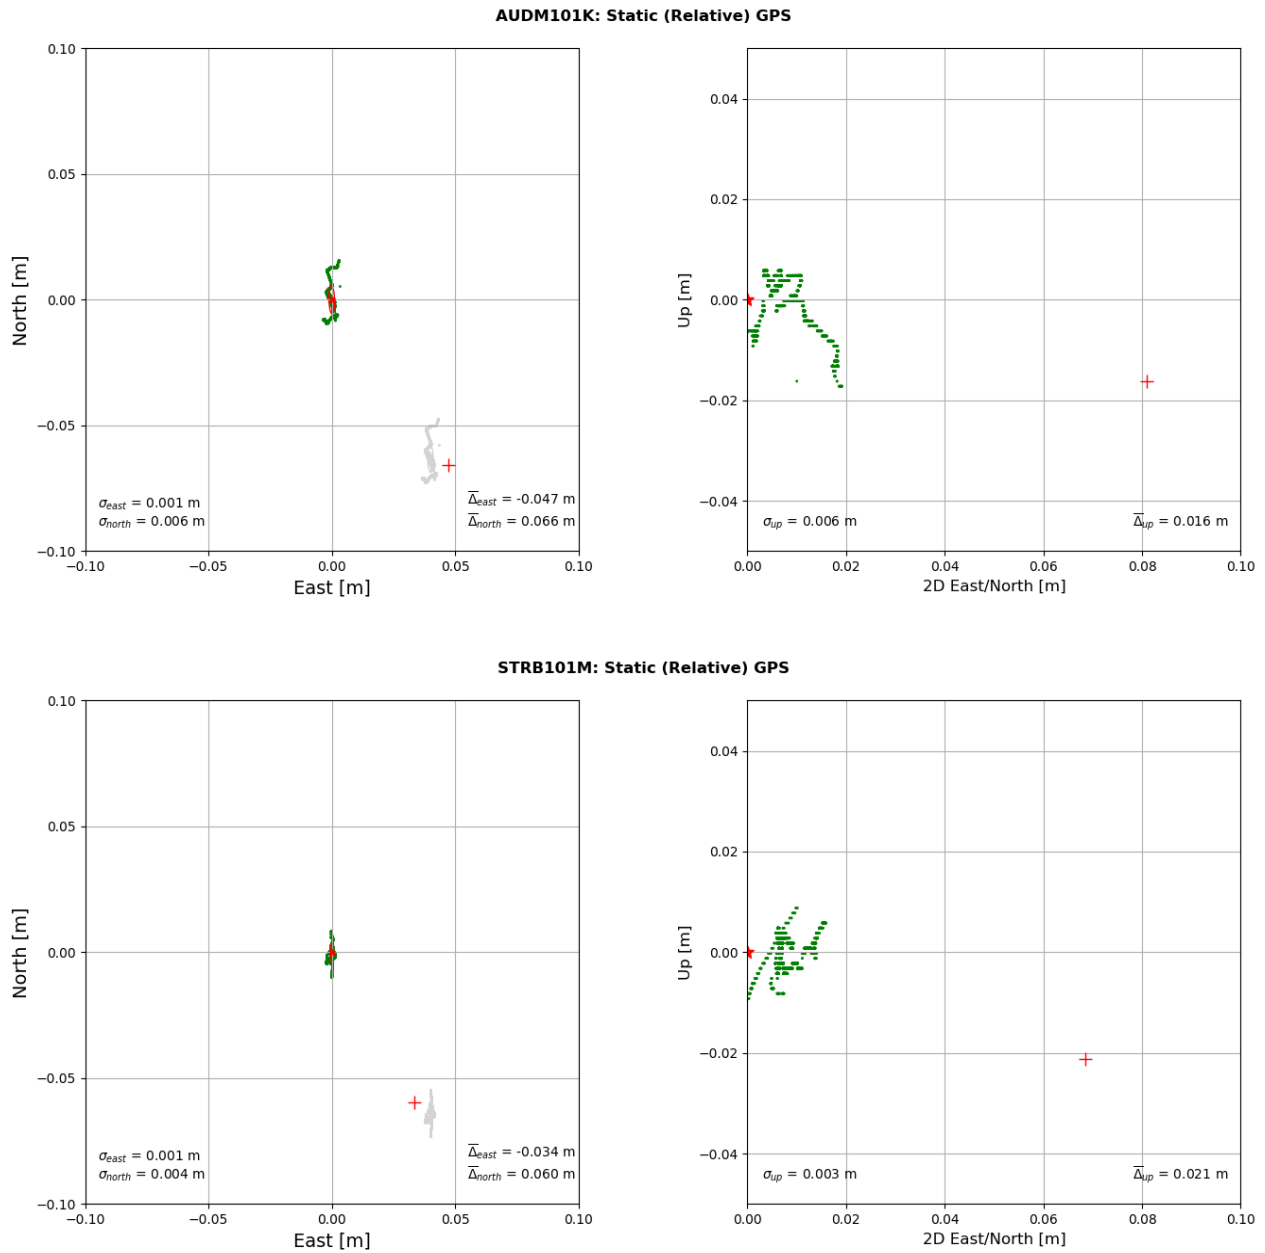 AUDM101K: Static (Relative) GPS
0.10
0.05
0.00
−0.05
−0.10
North [m]
σeast = 0.001 m
σnorth = 0.006 m
Δ̅east = -0.047 m
Δ̅north = 0.066 m
−0.10 −0.05 0.00 0.05 0.10
East [m]
0.04
0.02
0.00
−0.02
−0.04
Up [m]
σup = 0.006 m
Δ̅up = 0.016 m
0.00 0.02 0.04 0.06 0.08 0.10
2D East/North [m]
STRB101M: Static (Relative) GPS
0.10
0.05
0.00
−0.05
−0.10
North [m]
σeast = 0.001 m
σnorth = 0.004 m
Δ̅east = -0.034 m
Δ̅north = 0.060 m
−0.10 −0.05 0.00 0.05 0.10
East [m]
0.04
0.02
0.00
−0.02
−0.04
Up [m]
σup = 0.003 m
Δ̅up = 0.021 m
0.00 0.02 0.04 0.06 0.08 0.10
2D East/North [m]